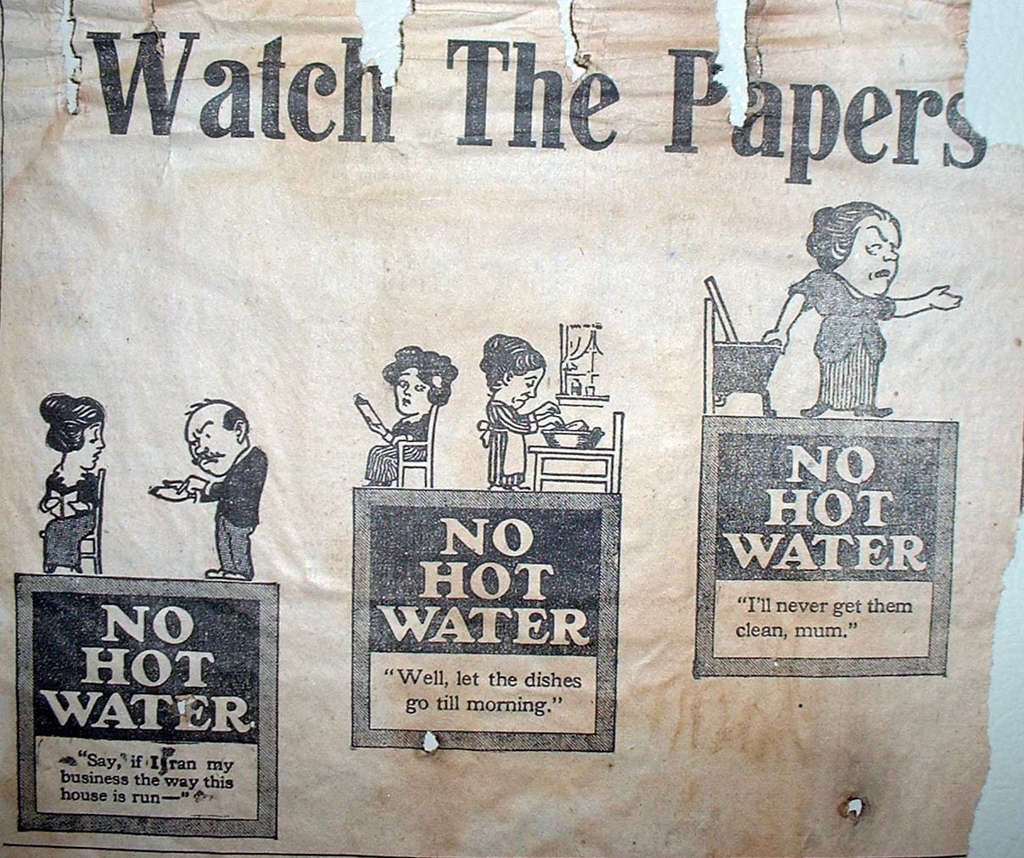 Watch The Papers
NO
HOT
WATER
"Say, if I ran my
business the way this
house is run—"
NO
HOT
WATER
"Well, let the dishes
go till morning."
NO
HOT
WATER
"I'll never get them
clean, mum."